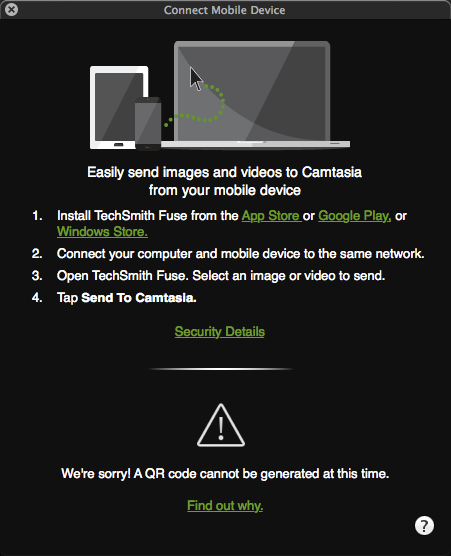 Connect Mobile Device
Easily send images and videos to Camtasia
from your mobile device
1. Install TechSmith Fuse from the App Store or Google Play, or
Windows Store.
2. Connect your computer and mobile device to the same network.
3. Open TechSmith Fuse. Select an image or video to send.
4. Tap Send To Camtasia.
Security Details
We're sorry! A QR code cannot be generated at this time.
Find out why.
?